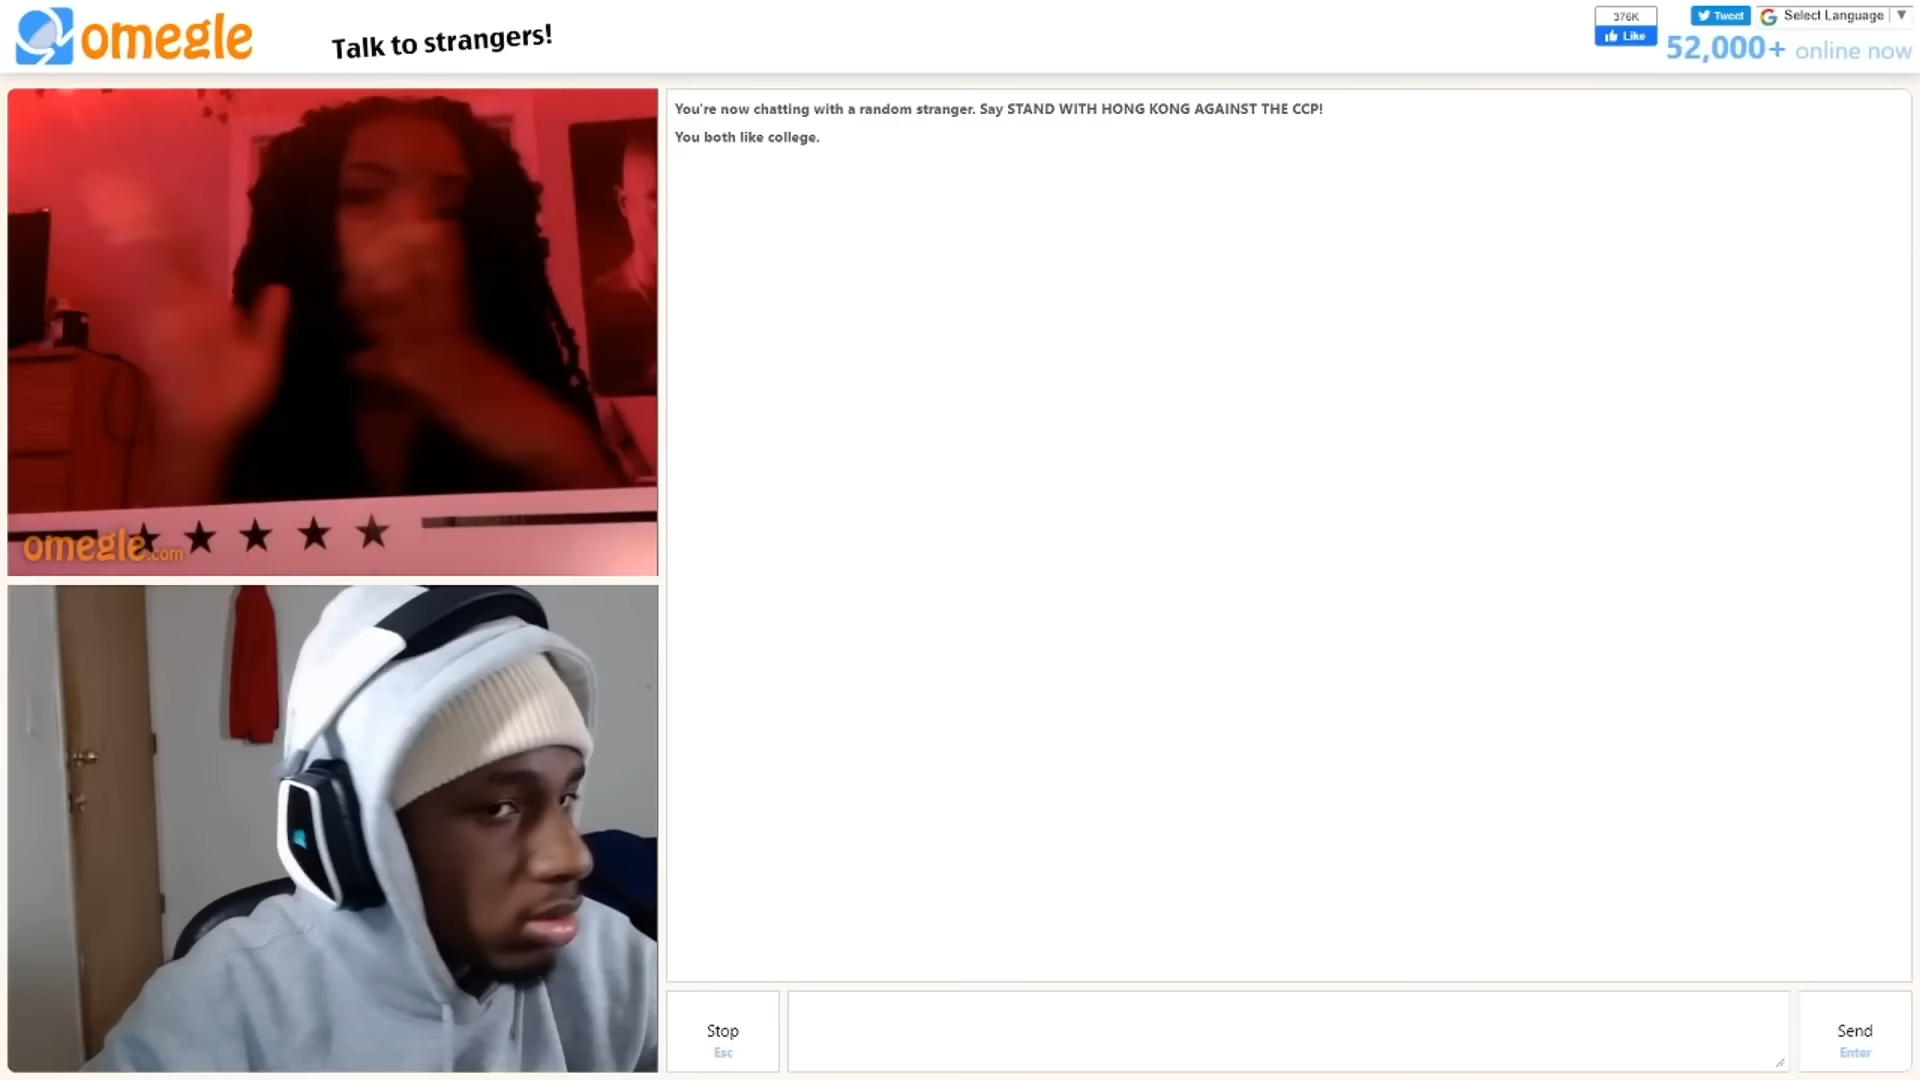 omegle
Talk to strangers!
376K
Like
Tweet
Select Language
52,000+ online now
You're now chatting with a random stranger. Say STAND WITH HONG KONG AGAINST THE CCP!
You both like college.
omegle.com
Stop
Esc
Send
Enter